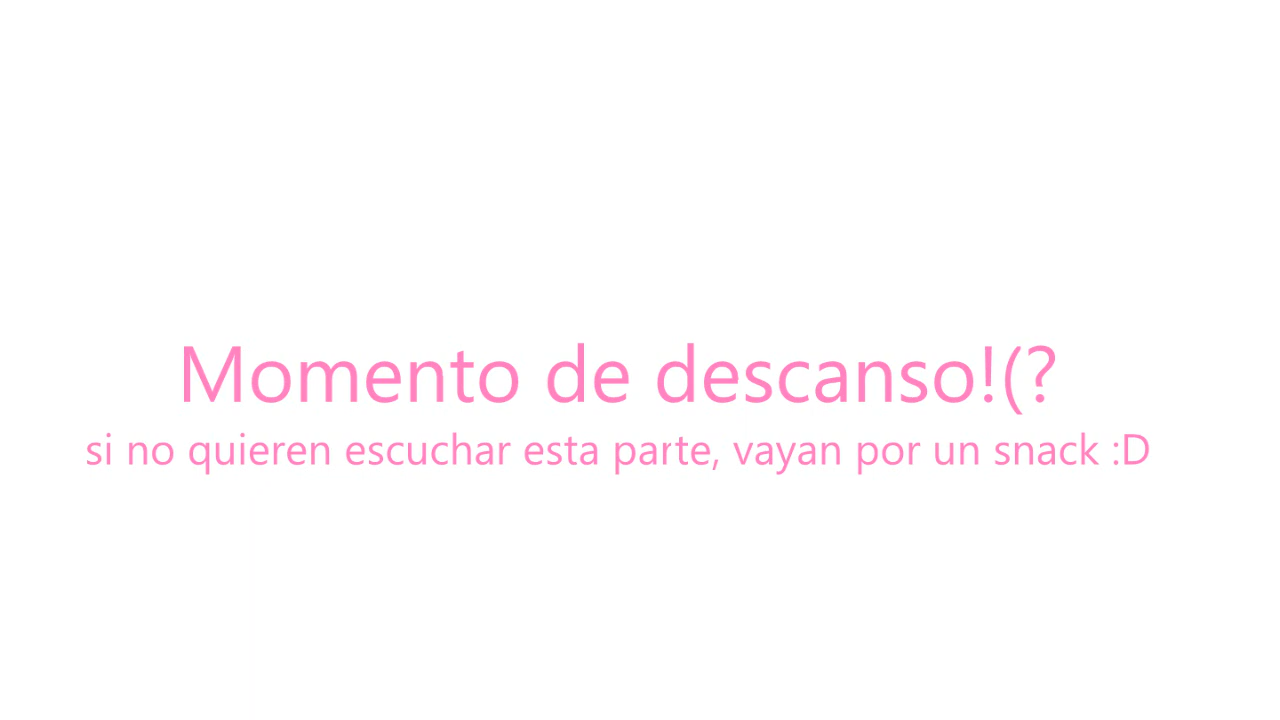 Momento de descanso!(?
si no quieren escuchar esta parte, vayan por un snack :D